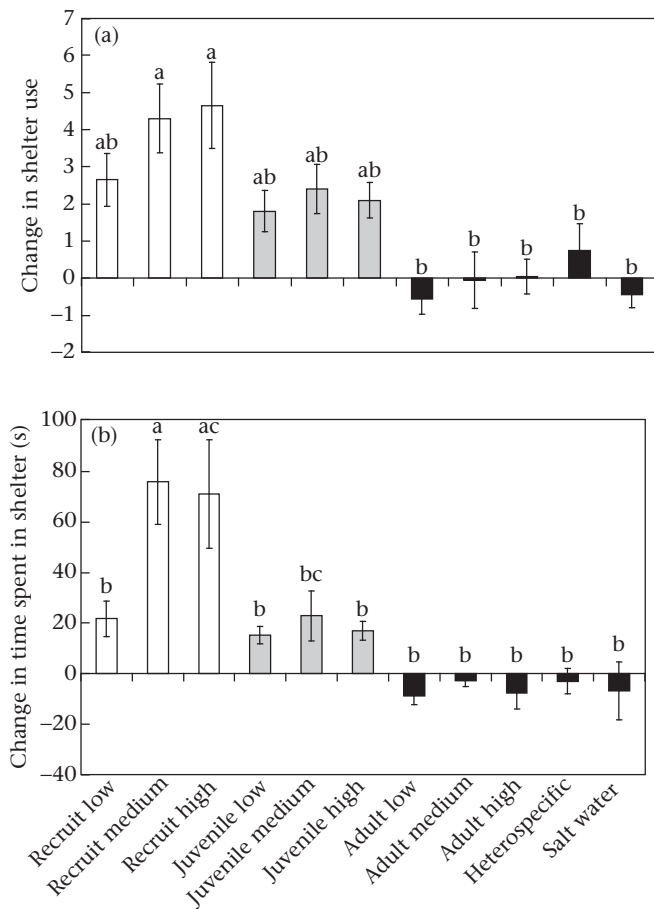 (a)
Change in shelter use
7
6
5
4
3
2
1
0
−1
−2
ab
a
a
ab
ab
ab
b
b
b
b
b
(b)
Change in time spent in shelter (s)
100
80
60
40
20
0
−20
−40
b
a
ac
b
bc
b
b
b
b
b
b
Recruit low
Recruit medium
Recruit high
Juvenile low
Juvenile medium
Juvenile high
Adult low
Adult medium
Adult high
Heterospecific
Salt water